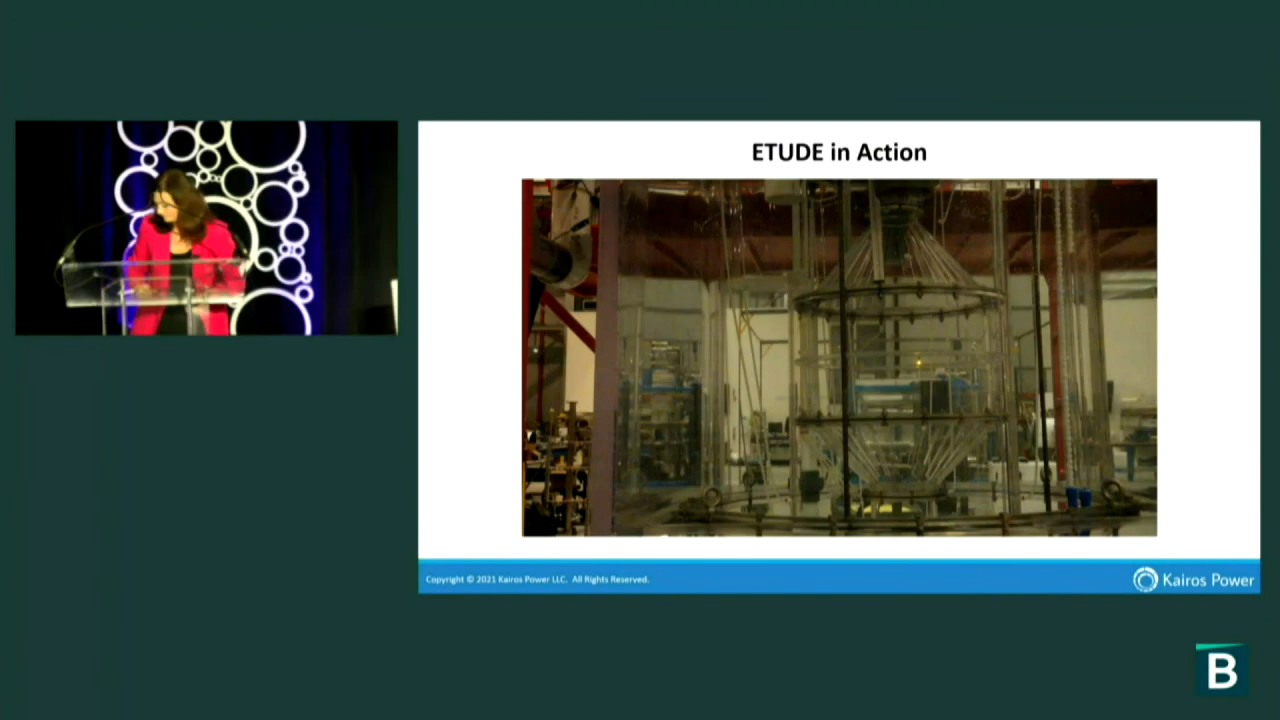 ETUDE in Action
Copyright © 2021 Kairos Power LLC. All Rights Reserved.
Kairos Power
B